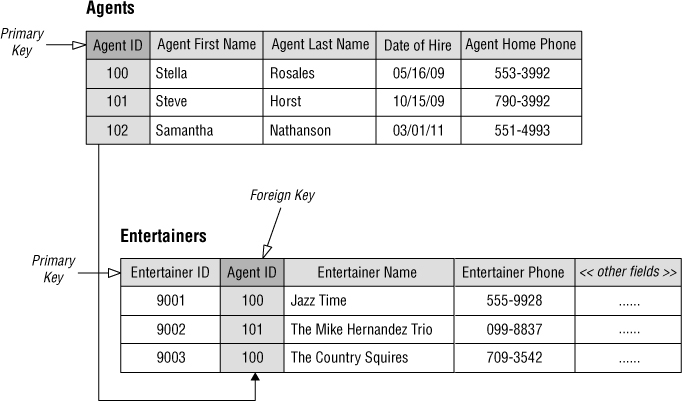 Agents
Primary Key
Agent ID Agent First Name Agent Last Name Date of Hire Agent Home Phone
100 Stella Rosales 05/16/09 553-3992
101 Steve Horst 10/15/09 790-3992
102 Samantha Nathanson 03/01/11 551-4993
Foreign Key
Entertainers
Primary Key
Entertainer ID Agent ID Entertainer Name Entertainer Phone << other fields >>
9001 100 Jazz Time 555-9928 ......
9002 101 The Mike Hernandez Trio 099-8837 ......
9003 100 The Country Squires 709-3542 ......